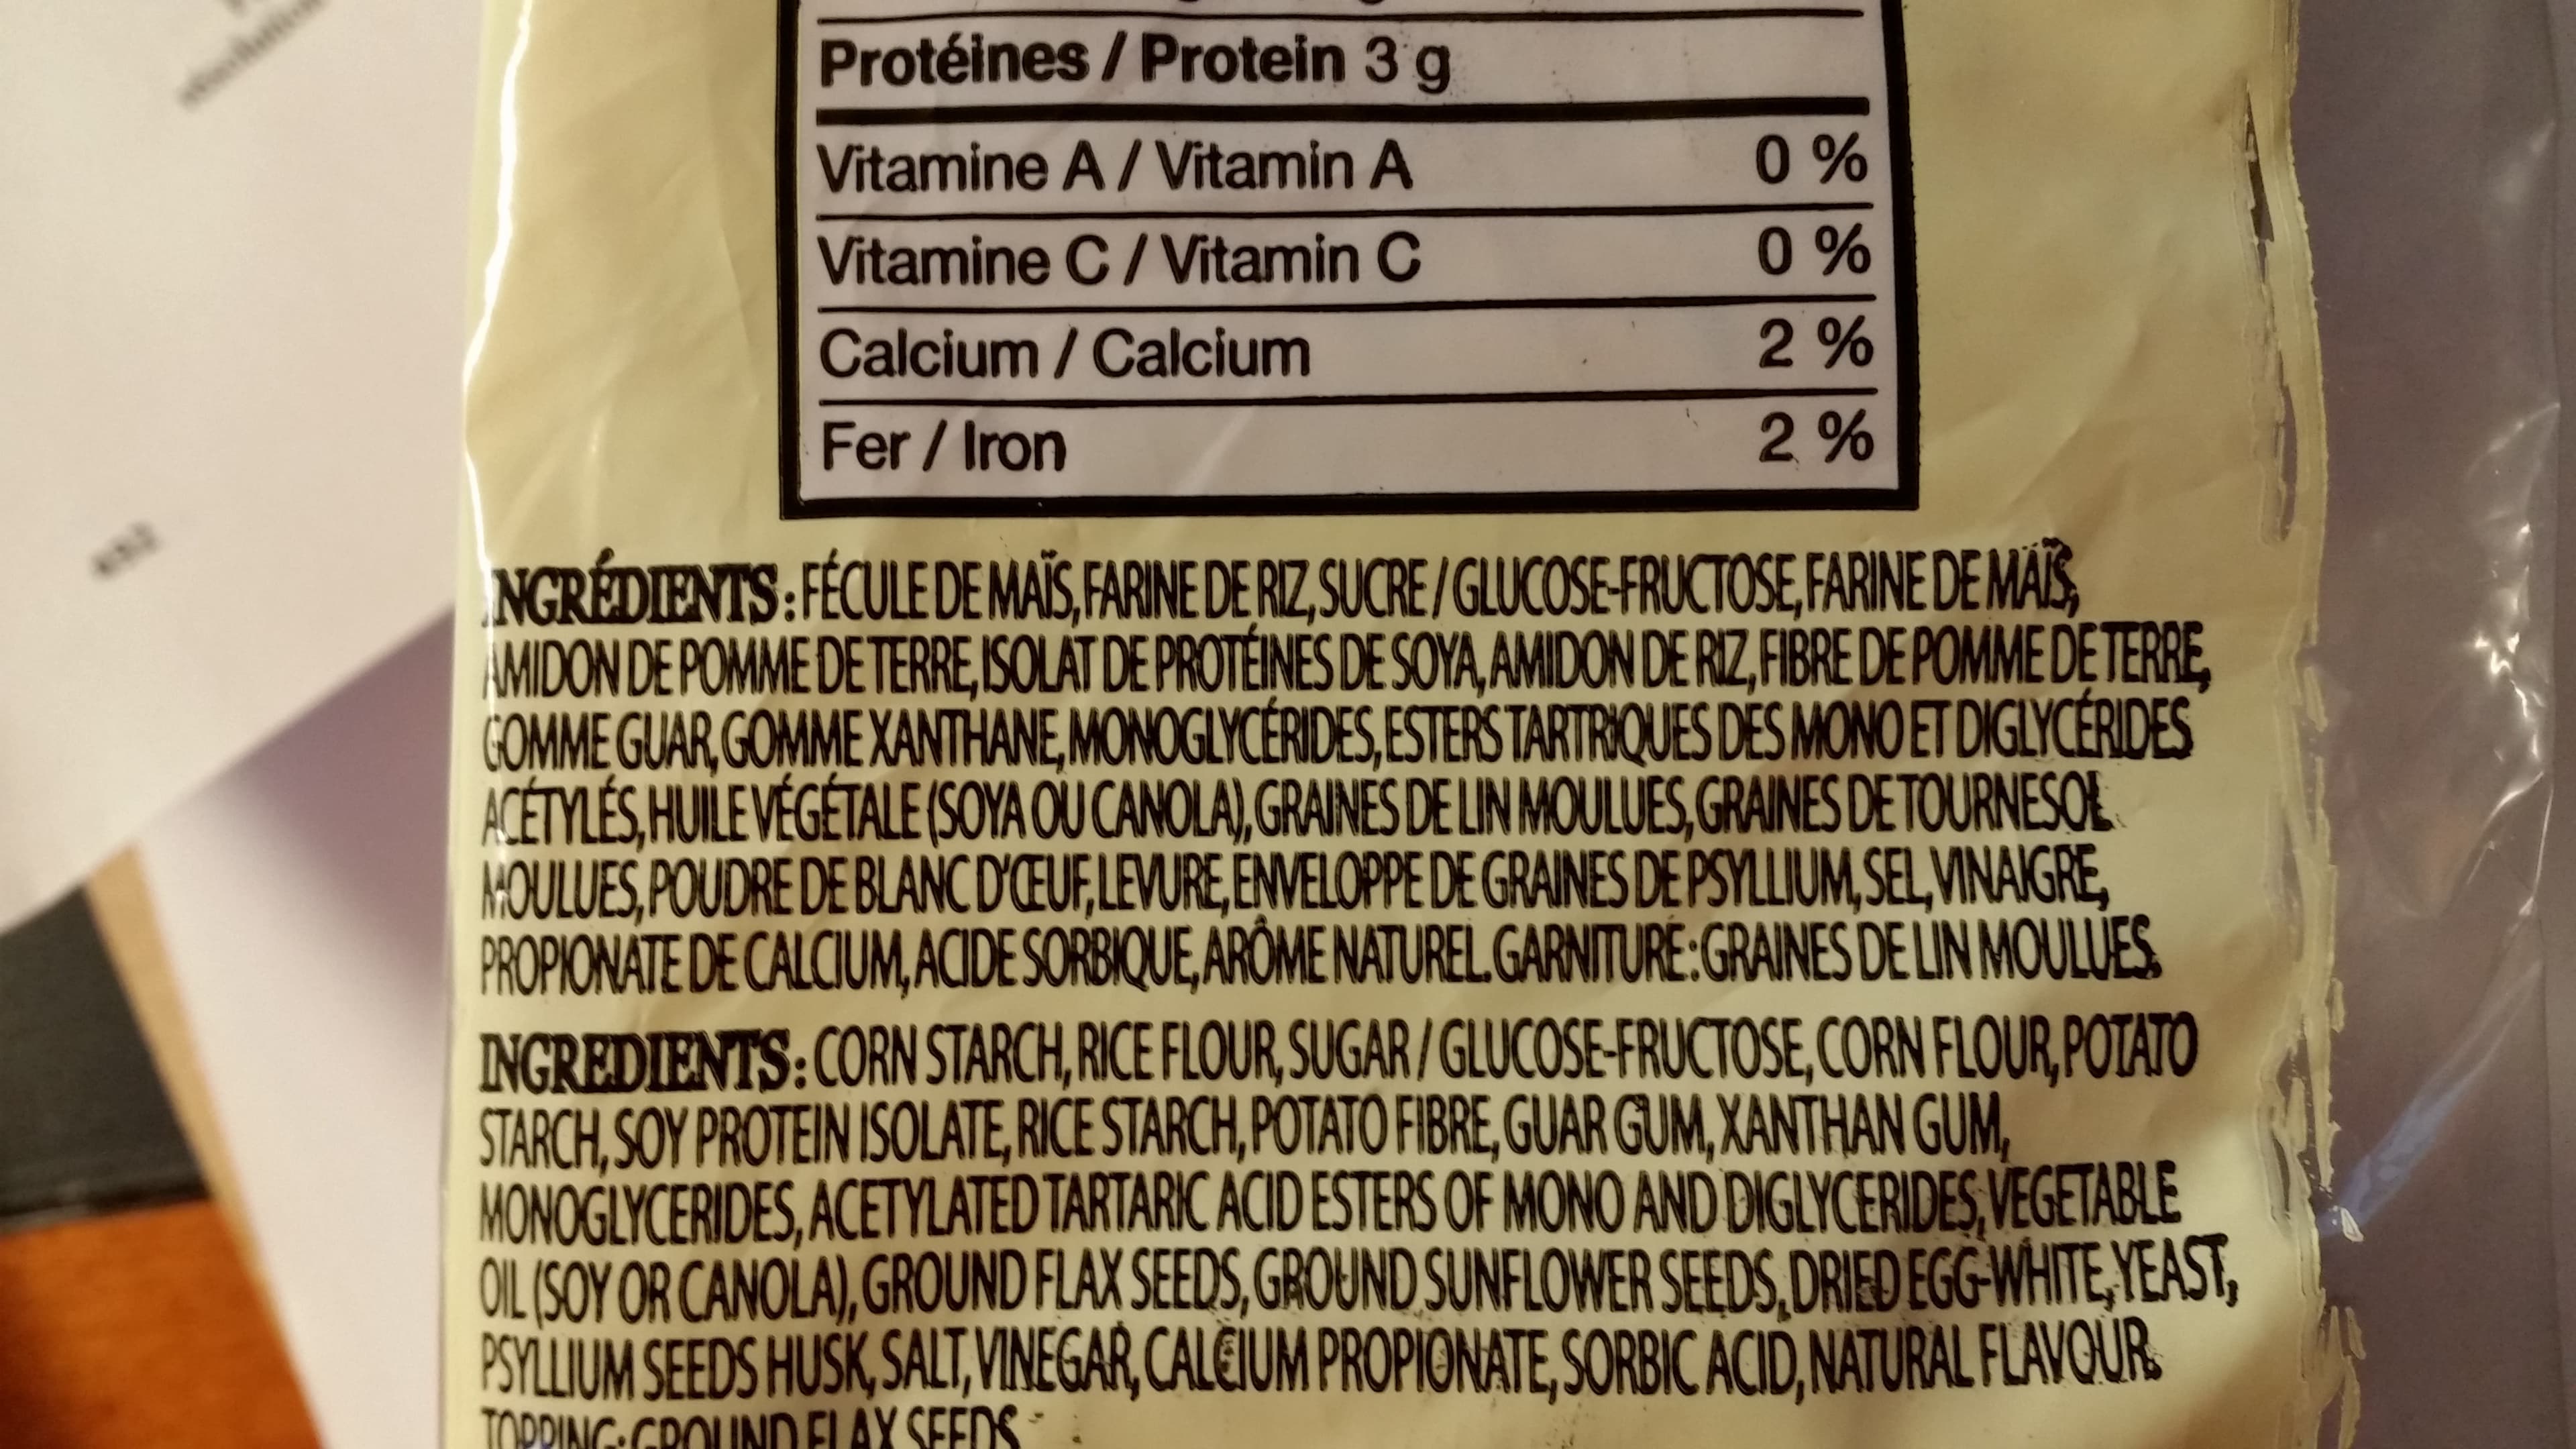 Protéines / Protein 3 g
Vitamine A / Vitamin A 0 %
Vitamine C / Vitamin C 0 %
Calcium / Calcium 2 %
Fer / Iron 2 %
INGRÉDIENTS : FÉCULE DE MAÏS, FARINE DE RIZ, SUCRE / GLUCOSE-FRUCTOSE, FARINE DE MAÏS,
AMIDON DE POMME DE TERRE, ISOLAT DE PROTÉINES DE SOYA, AMIDON DE RIZ, FIBRE DE POMME DE TERRE,
GOMME GUAR, GOMME XANTHANE, MONOGLYCÉRIDES, ESTERS TARTRIQUES DES MONO ET DIGLYCÉRIDES
ACÉTYLÉS, HUILE VÉGÉTALE (SOYA OU CANOLA), GRAINES DE LIN MOULUES, GRAINES DE TOURNESOL
MOULUES, POUDRE DE BLANC D'ŒUF, LEVURE, ENVELOPPE DE GRAINES DE PSYLLIUM, SEL, VINAIGRE,
PROPIONATE DE CALCIUM, ACIDE SORBIQUE, ARÔME NATUREL. GARNITURE : GRAINES DE LIN MOULUES.
INGREDIENTS: CORN STARCH, RICE FLOUR, SUGAR / GLUCOSE-FRUCTOSE, CORN FLOUR, POTATO
STARCH, SOY PROTEIN ISOLATE, RICE STARCH, POTATO FIBRE, GUAR GUM, XANTHAN GUM,
MONOGLYCERIDES, ACETYLATED TARTARIC ACID ESTERS OF MONO AND DIGLYCERIDES, VEGETABLE
OIL (SOY OR CANOLA), GROUND FLAX SEEDS, GROUND SUNFLOWER SEEDS, DRIED EGG-WHITE, YEAST,
PSYLLIUM SEEDS HUSK, SALT, VINEGAR, CALCIUM PROPIONATE, SORBIC ACID, NATURAL FLAVOUR.
TOPPING: GROUND FLAX SEEDS